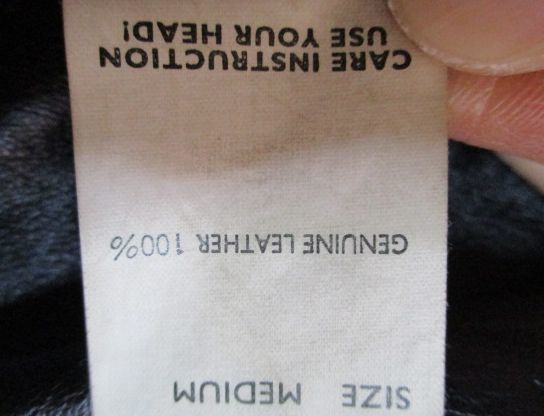 SIZE MEDIUM
GENUINE LEATHER 100%
CARE INSTRUCTION
USE YOUR HEAD!